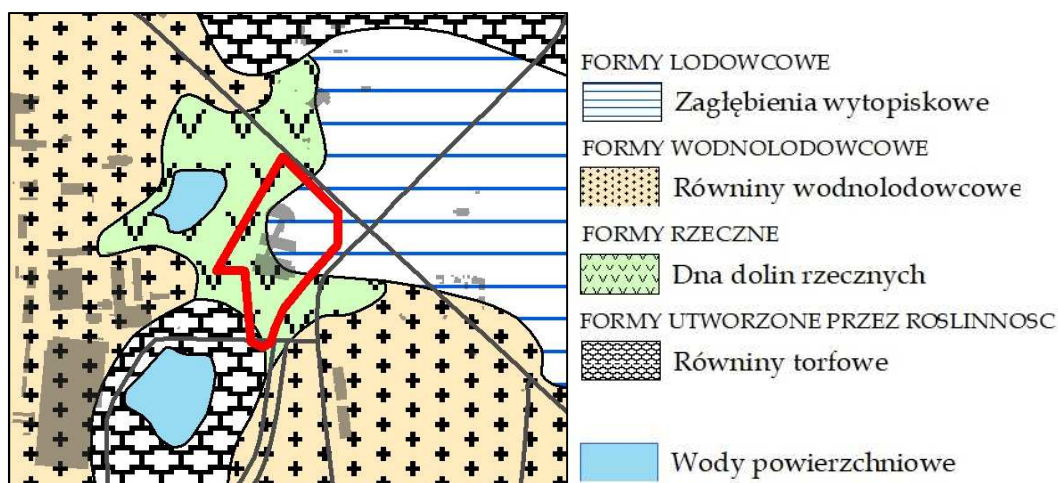 FORMY LODOWCOWE
Zagłębienia wytopiskowe
FORMY WODNOLODOWCOWE
Równiny wodnolodowcowe
FORMY RZECZNE
Dna dolin rzecznych
FORMY UTWORZONE PRZEZ ROSLINNOSC
Równiny torfowe
Wody powierzchniowe